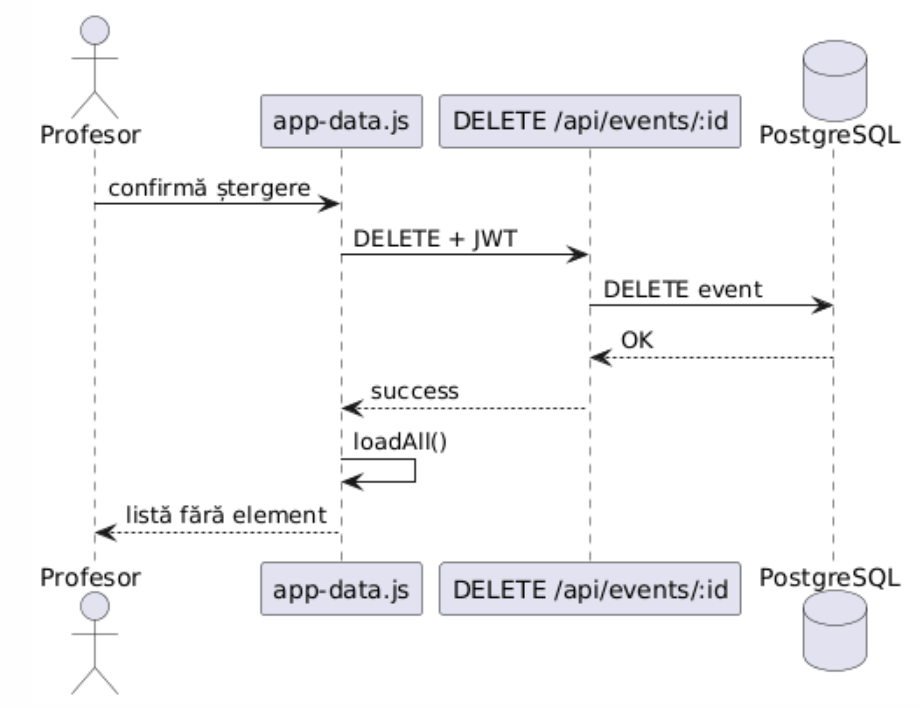 Profesor
app-data.js
DELETE /api/events/:id
PostgreSQL
confirmă ștergere
DELETE + JWT
DELETE event
OK
success
loadAll()
listă fără element
Profesor
app-data.js
DELETE /api/events/:id
PostgreSQL